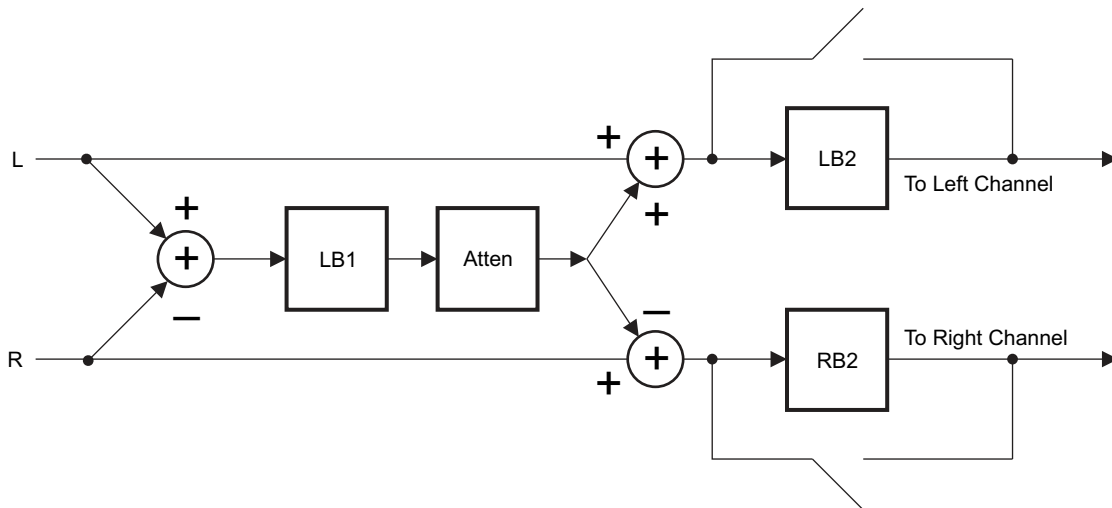 L
+
+
+
LB2
To Left Channel
+
+
LB1
Atten
−
−
R
+
+
RB2
To Right Channel